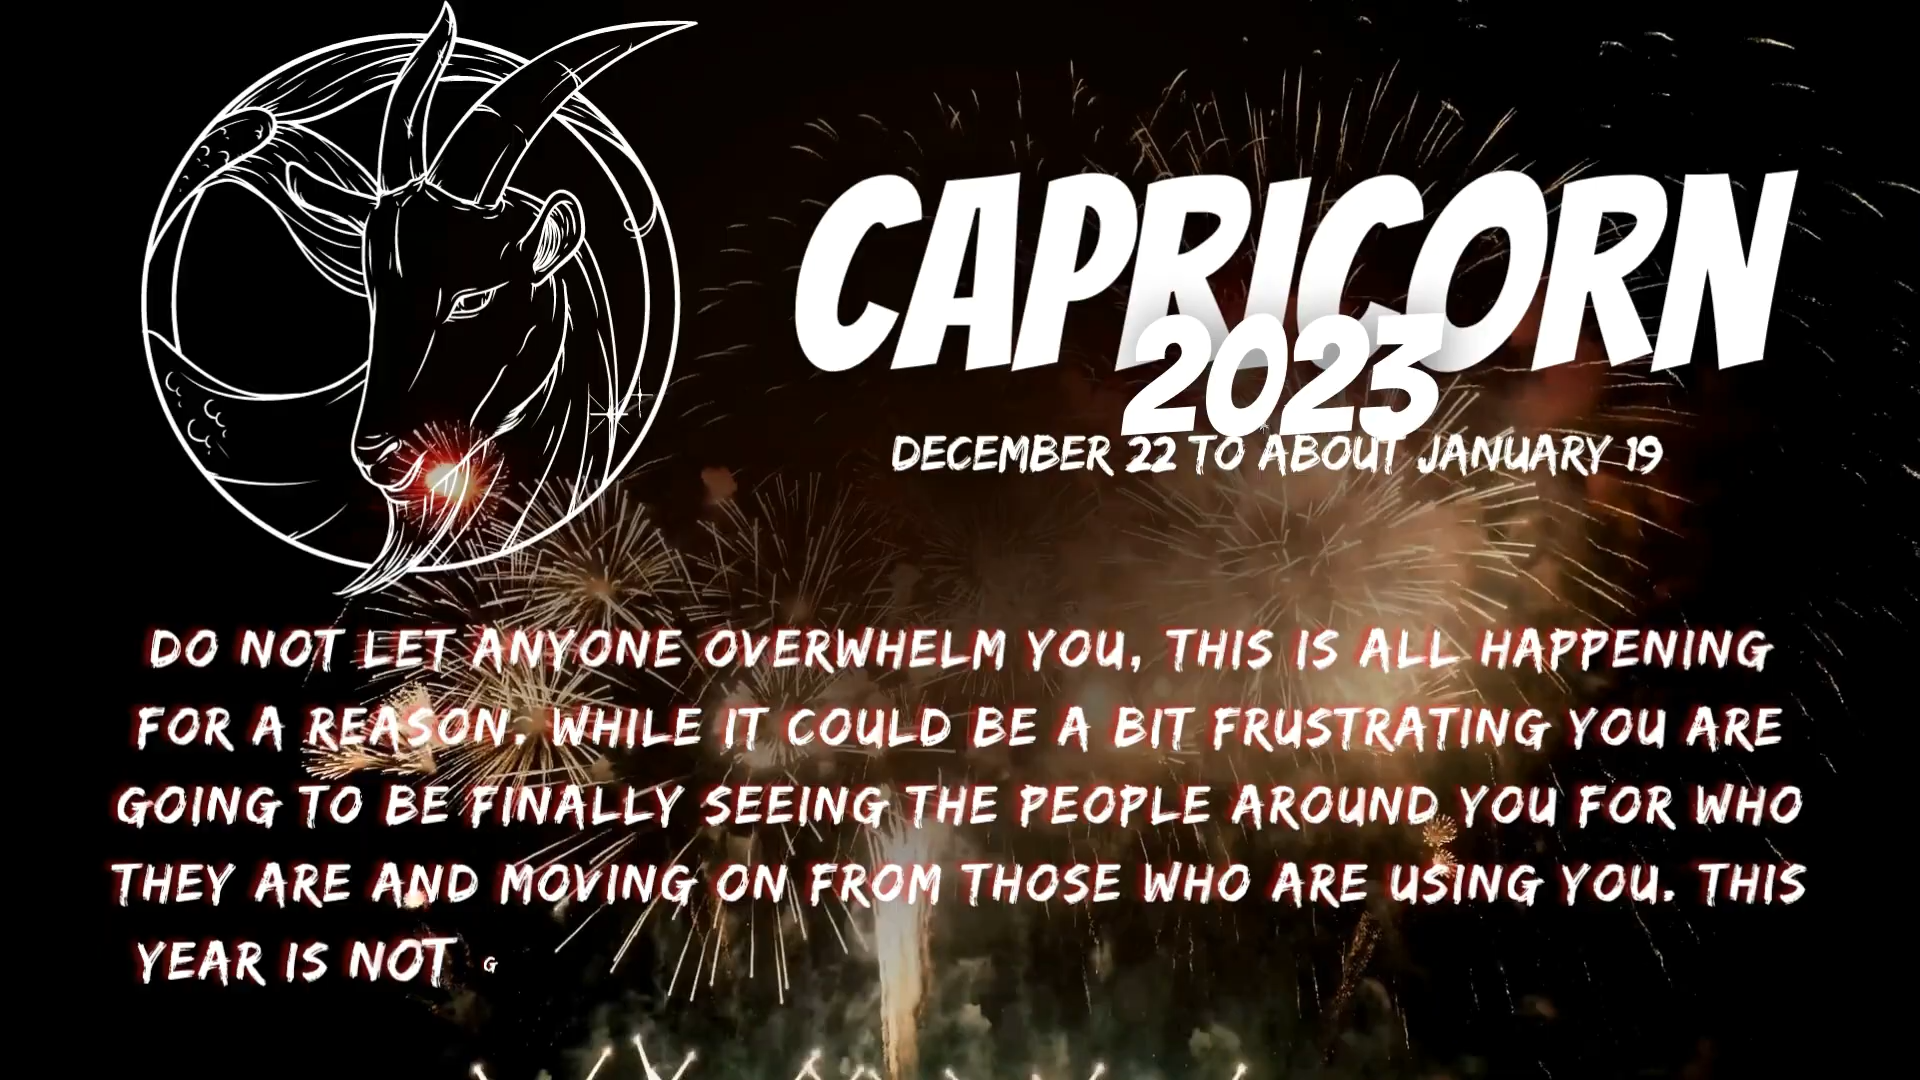 CAPRICORN
2023
DECEMBER 22 TO ABOUT JANUARY 19
DO NOT LET ANYONE OVERWHELM YOU, THIS IS ALL HAPPENING
FOR A REASON. WHILE IT COULD BE A BIT FRUSTRATING YOU ARE
GOING TO BE FINALLY SEEING THE PEOPLE AROUND YOU FOR WHO
THEY ARE AND MOVING ON FROM THOSE WHO ARE USING YOU. THIS
YEAR IS NOT G